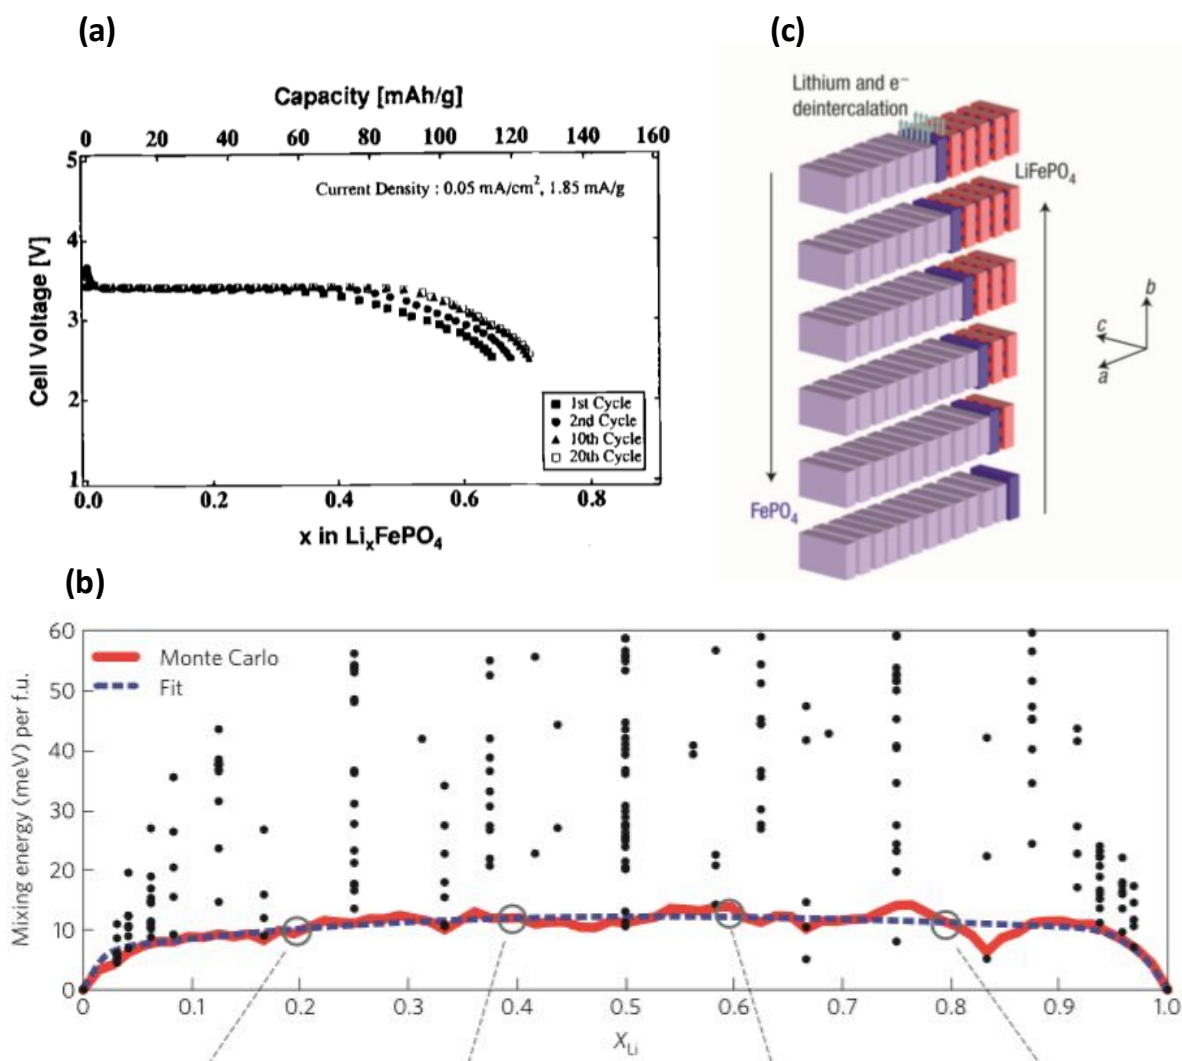 (a)
Capacity [mAh/g]
0 20 40 60 80 100 120 140 160
5
4
3
2
1
Cell Voltage [V]
Current Density : 0.05 mA/cm², 1.85 mA/g
1st Cycle
2nd Cycle
10th Cycle
20th Cycle
0.0 0.2 0.4 0.6 0.8
x in LiₓFePO₄
(c)
Lithium and e⁻
deintercalation
LiFePO₄
FePO₄
b
c
a
(b)
60
50
40
30
20
10
0
Mixing energy (meV) per f.u.
Monte Carlo
Fit
0 0.1 0.2 0.3 0.4 0.5 0.6 0.7 0.8 0.9 1.0
X_Li